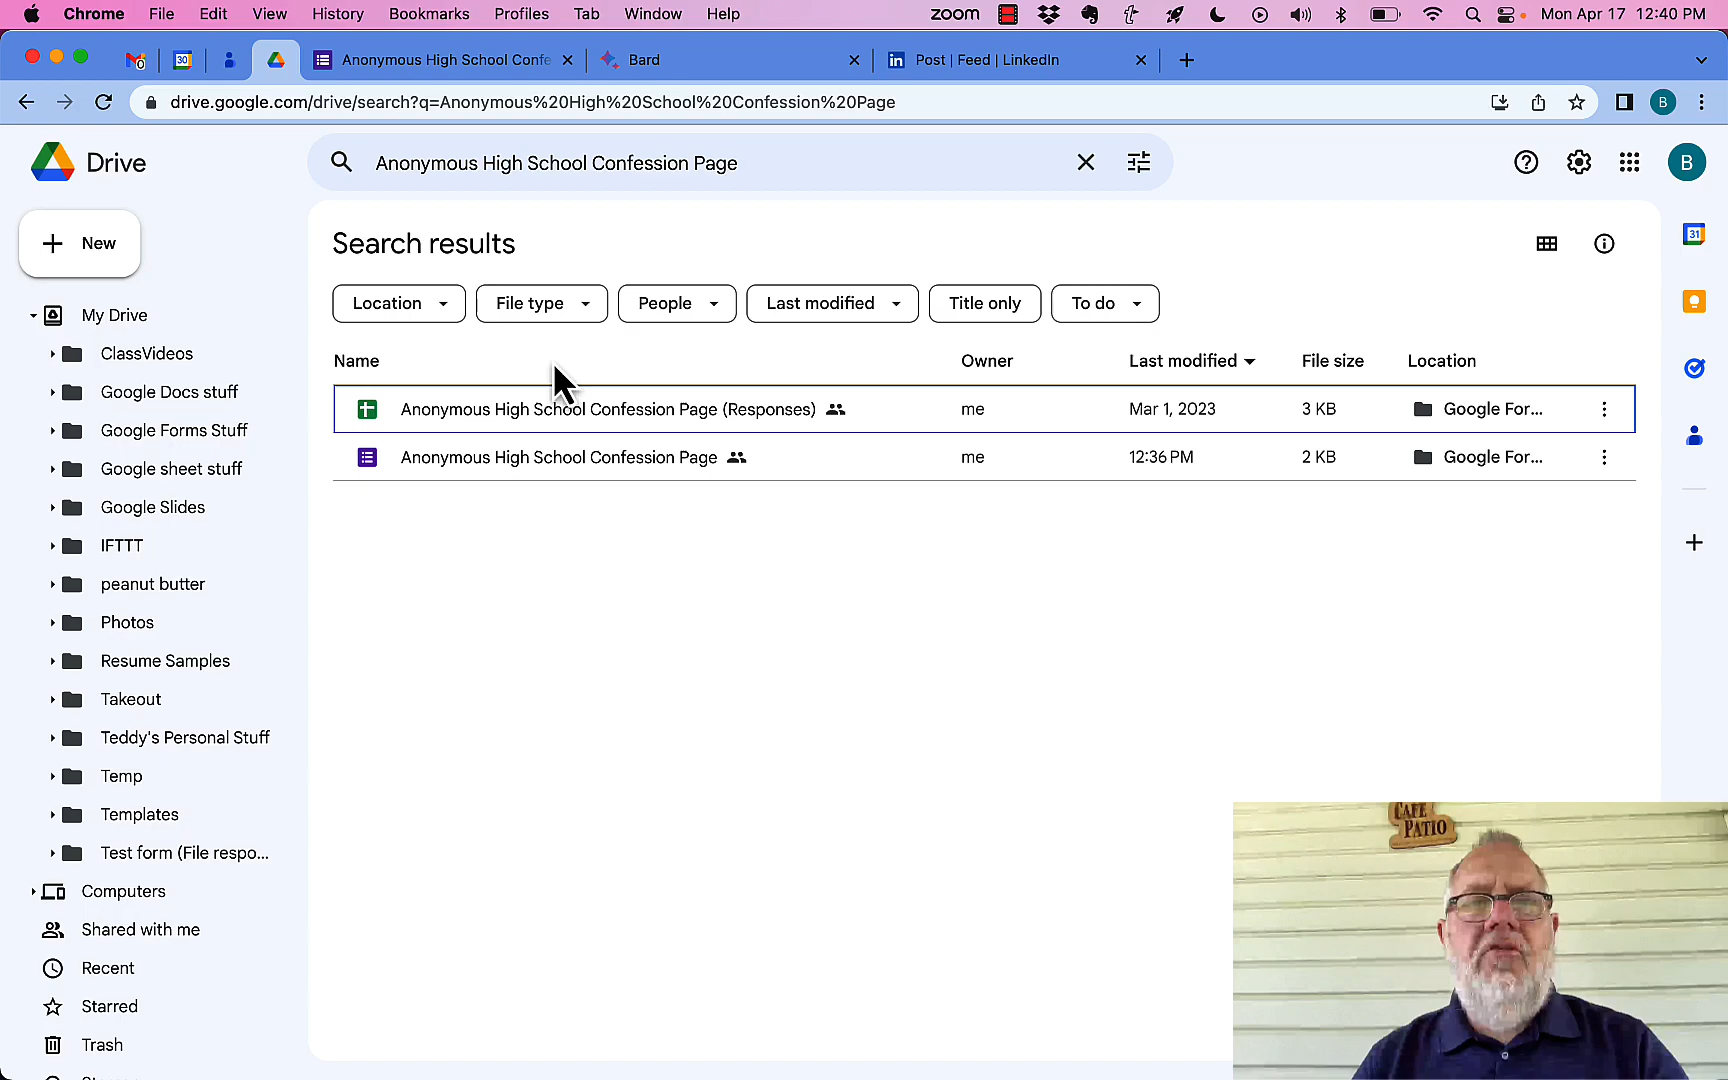 Chrome File Edit View History Bookmarks Profiles Tab Window Help zoom Mon Apr 17 12:40 PM
30 Anonymous High School Confe Bard Post | Feed | LinkedIn
drive.google.com/drive/search?q=Anonymous%20High%20School%20Confession%20Page B
Drive Anonymous High School Confession Page B
New
Search results
31
Location File type People Last modified Title only To do
My Drive
ClassVideos
Name Owner Last modified File size Location
Google Docs stuff
Anonymous High School Confession Page (Responses) me Mar 1, 2023 3 KB Google For...
Google Forms Stuff
Anonymous High School Confession Page me 12:36 PM 2 KB Google For...
Google sheet stuff
Google Slides
IFTTT
peanut butter
Photos
Resume Samples
Takeout
Teddy's Personal Stuff
Temp
Templates
Test form (File respo...
Computers
Shared with me
Recent
Starred
Trash
CAFE
PATIO